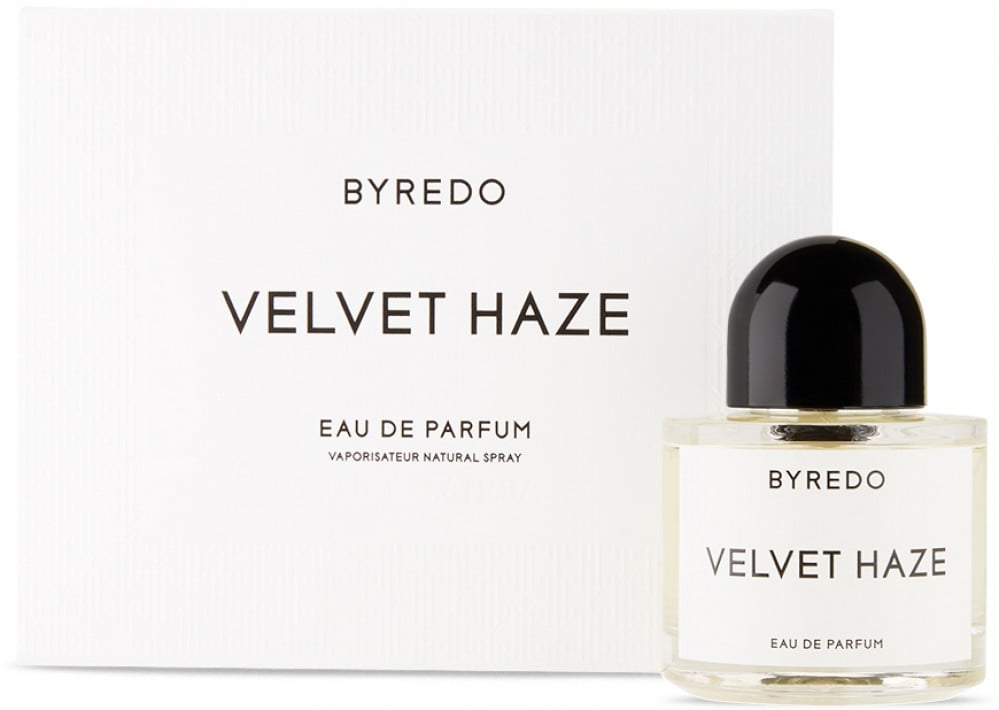 BYREDO
VELVET HAZE
EAU DE PARFUM
VAPORISATEUR NATURAL SPRAY
BYREDO
VELVET HAZE
EAU DE PARFUM